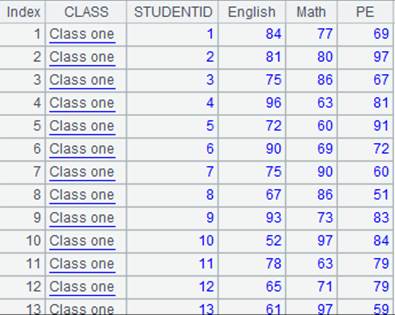 Index CLASS STUDENTID English Math PE
1 Class one 1 84 77 69
2 Class one 2 81 80 97
3 Class one 3 75 86 67
4 Class one 4 96 63 81
5 Class one 5 72 60 91
6 Class one 6 90 69 72
7 Class one 7 75 90 60
8 Class one 8 67 86 51
9 Class one 9 93 73 83
10 Class one 10 52 97 84
11 Class one 11 78 63 79
12 Class one 12 65 71 79
13 Class one 13 61 97 59